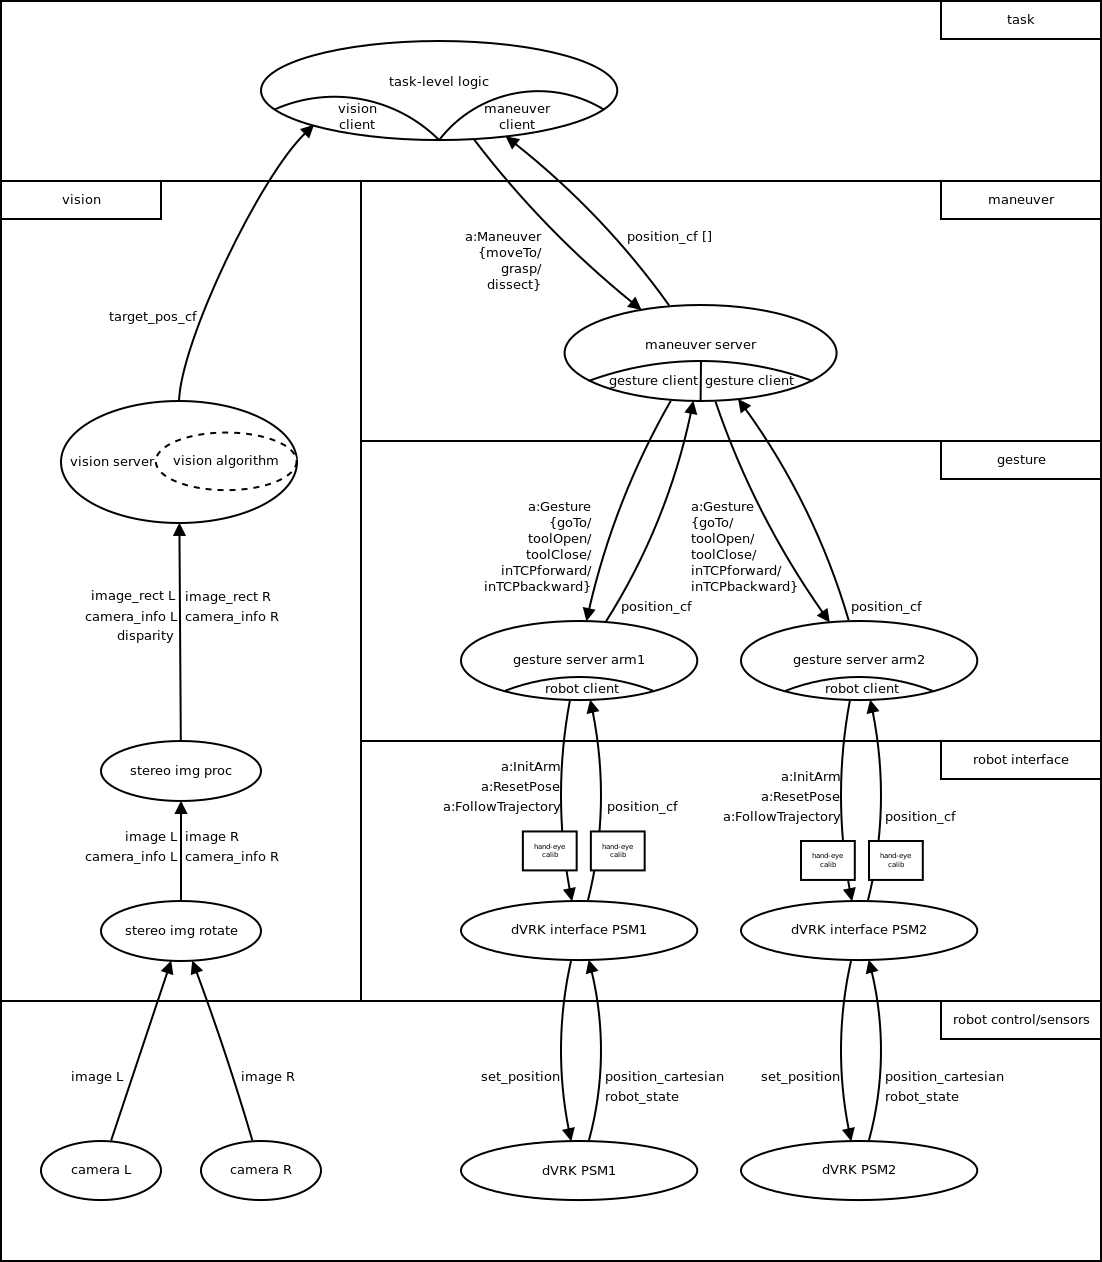 task
task-level logic
vision
client
maneuver
client
vision
maneuver
a:Maneuver
{moveTo/
grasp/
dissect}
position_cf []
target_pos_cf
maneuver server
gesture client
gesture client
vision server
vision algorithm
gesture
a:Gesture
{goTo/
toolOpen/
toolClose/
inTCPforward/
inTCPbackward}
position_cf
a:Gesture
{goTo/
toolOpen/
toolClose/
inTCPforward/
inTCPbackward}
position_cf
image_rect L
camera_info L
disparity
image_rect R
camera_info R
gesture server arm1
robot client
gesture server arm2
robot client
robot interface
stereo img proc
a:InitArm
a:ResetPose
a:FollowTrajectory
position_cf
a:InitArm
a:ResetPose
a:FollowTrajectory
position_cf
image L
camera_info L
image R
camera_info R
hand-eye
calib
hand-eye
calib
hand-eye
calib
hand-eye
calib
stereo img rotate
dVRK interface PSM1
dVRK interface PSM2
robot control/sensors
image L
image R
set_position
position_cartesian
robot_state
set_position
position_cartesian
robot_state
camera L
camera R
dVRK PSM1
dVRK PSM2